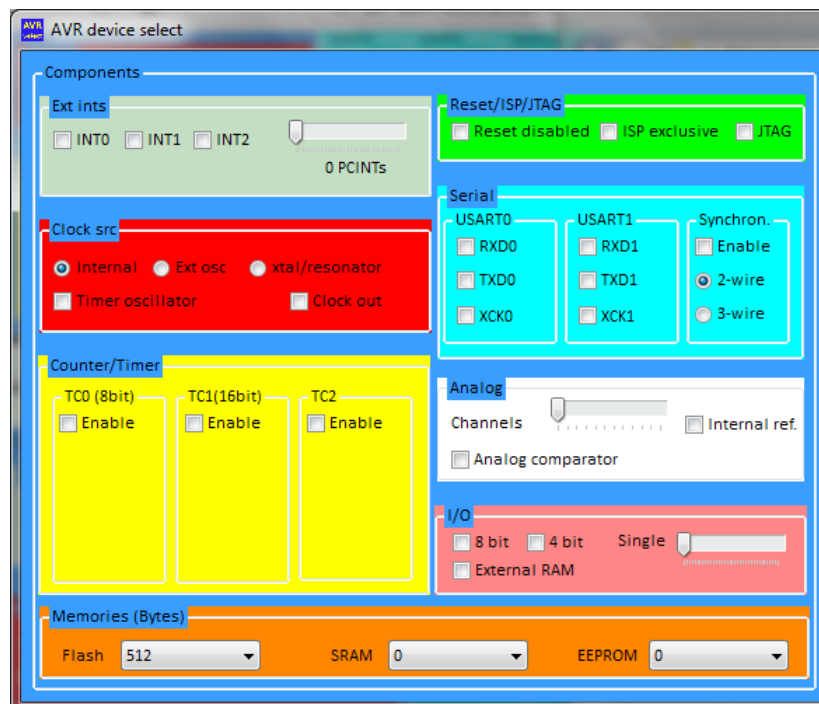 AVR select
AVR device select
Components
Ext ints
INT0 INT1 INT2
0 PCINTs
Reset/ISP/JTAG
Reset disabled ISP exclusive JTAG
Clock src
Internal Ext osc xtal/resonator
Timer oscillator Clock out
Serial
USART0 USART1 Synchron.
RXD0 RXD1 Enable
TXD0 TXD1 2-wire
XCK0 XCK1 3-wire
Counter/Timer
TC0 (8bit) TC1(16bit) TC2
Enable Enable Enable
Analog
Channels Internal ref.
Analog comparator
I/O
8 bit 4 bit Single
External RAM
Memories (Bytes)
Flash 512 SRAM 0 EEPROM 0